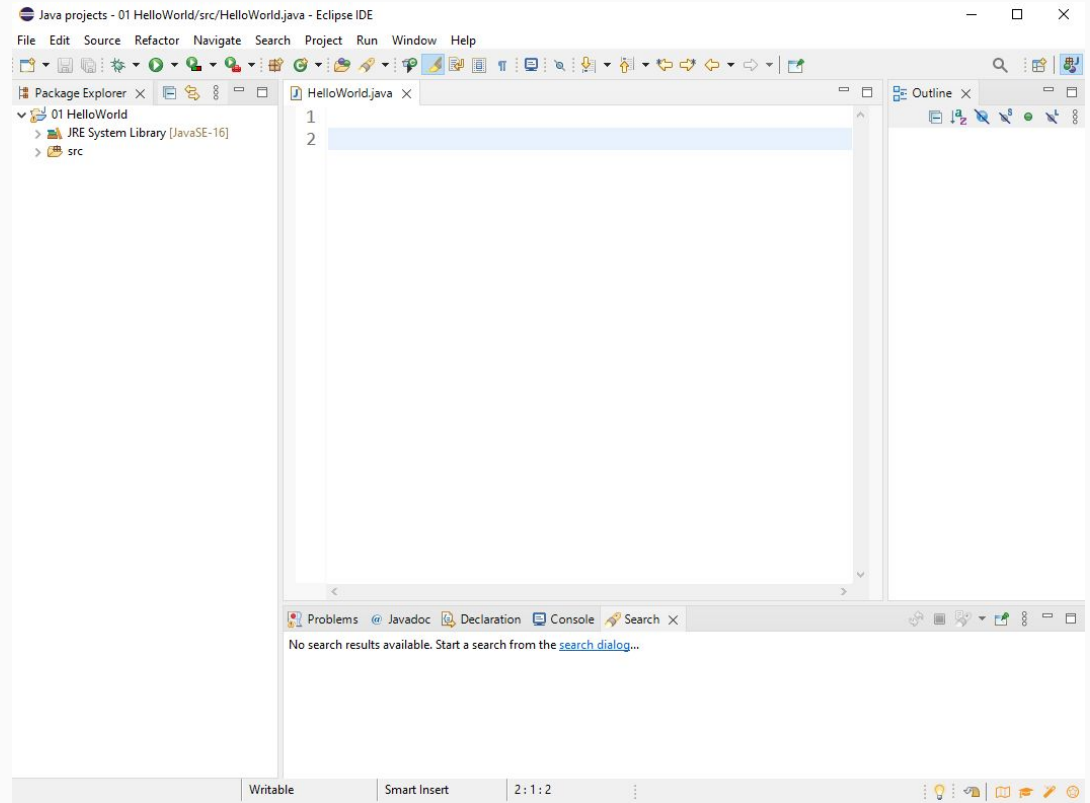 Java projects - 01 HelloWorld/src/HelloWorld.java - Eclipse IDE
File Edit Source Refactor Navigate Search Project Run Window Help
Package Explorer
01 HelloWorld
JRE System Library [JavaSE-16]
src
HelloWorld.java
1
2
Outline
Problems @ Javadoc Declaration Console Search
No search results available. Start a search from the search dialog...
Writable Smart Insert 2 : 1 : 2